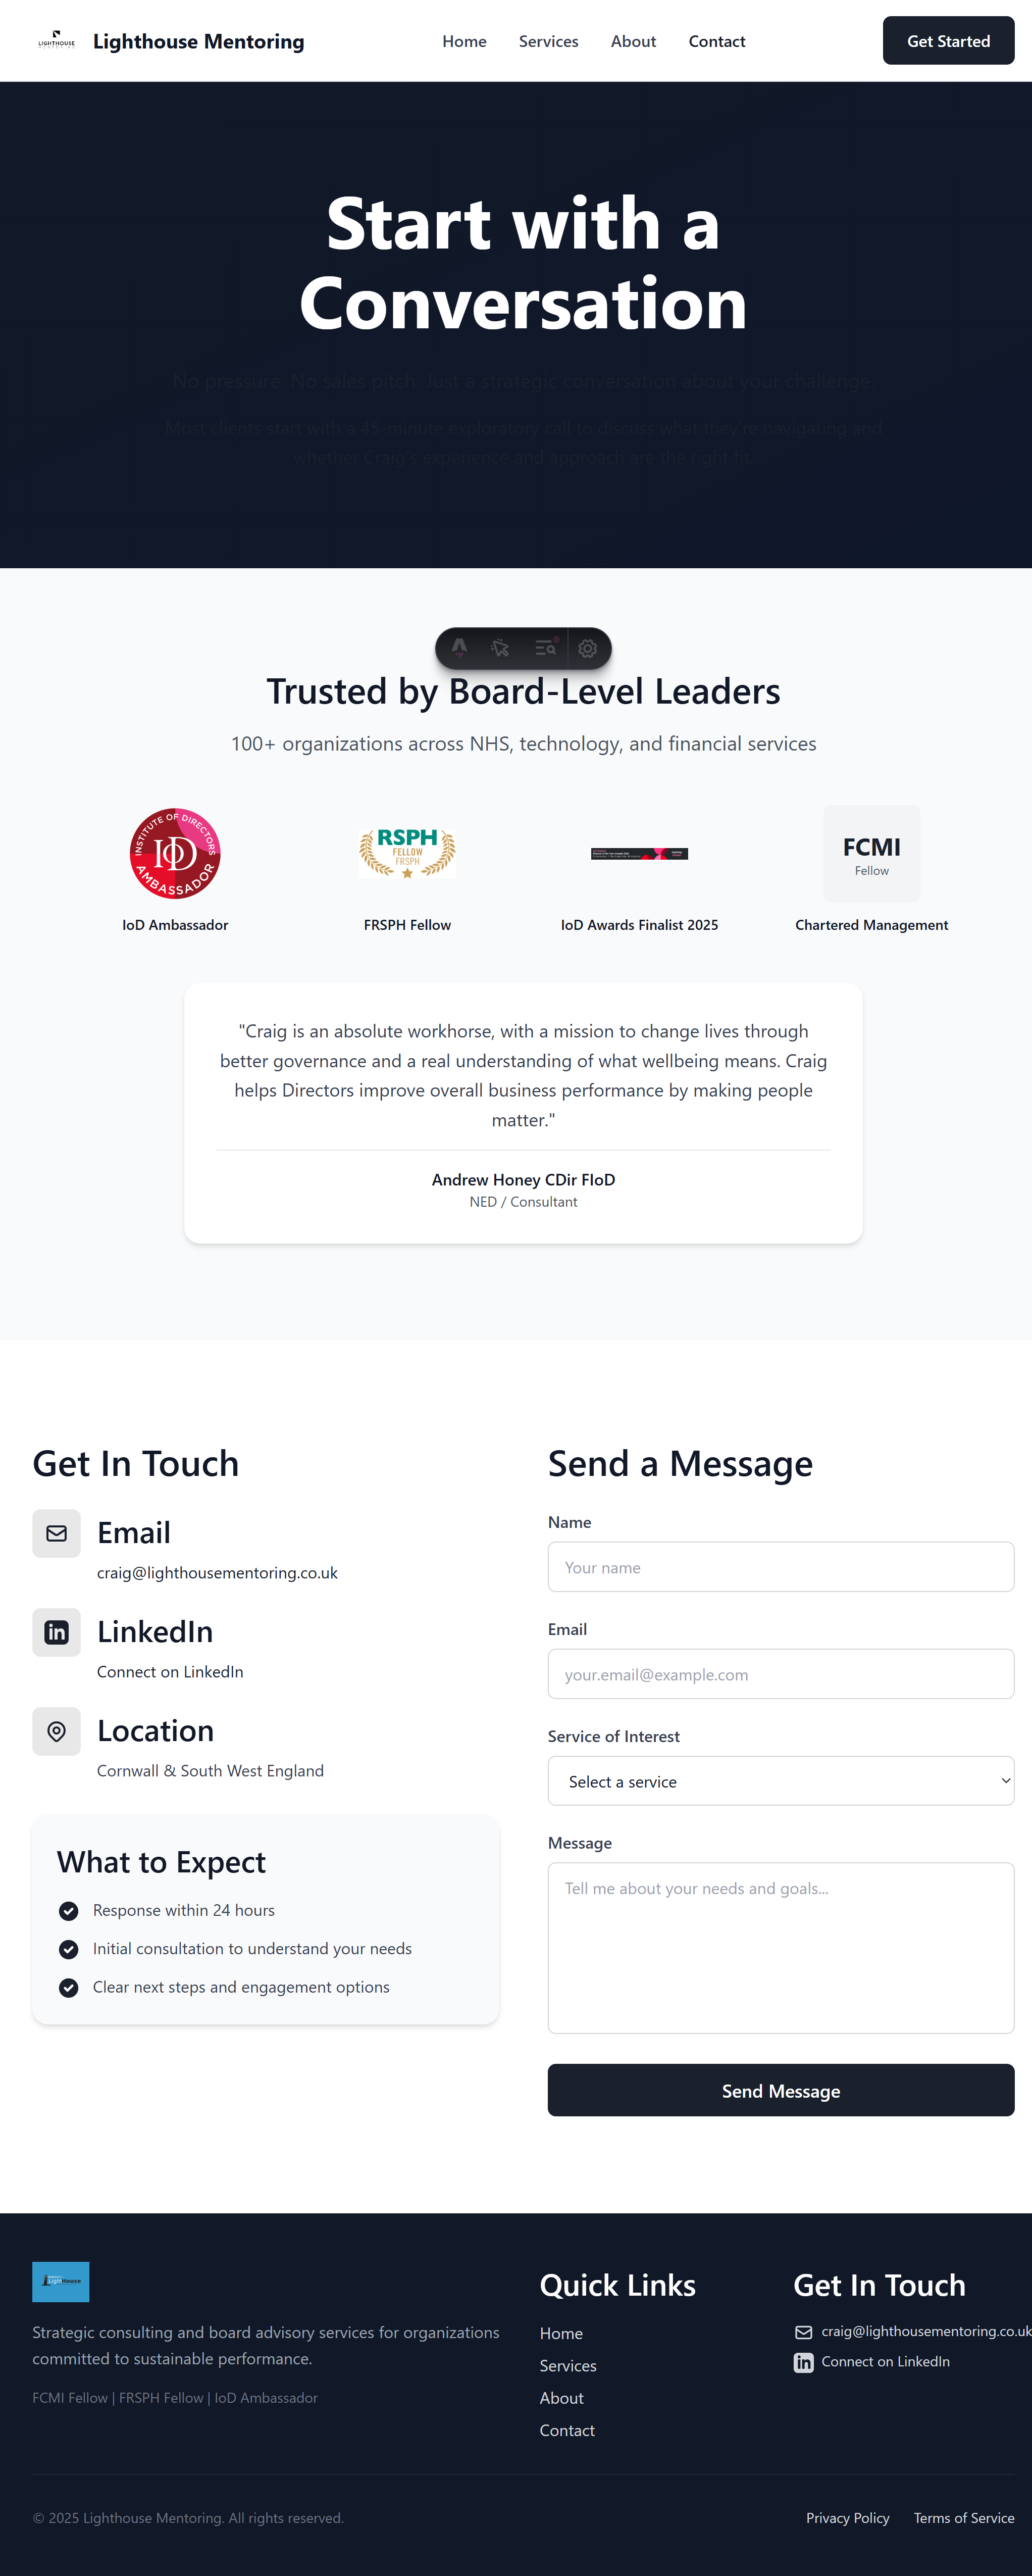 LIGHTHOUSE
MENTORING
Lighthouse Mentoring
Home
Services
About
Contact
Get Started
Start with a
Conversation
No pressure. No sales pitch. Just a strategic conversation about your challenge.
Most clients start with a 45-minute exploratory call to discuss what they're navigating and
whether Craig's experience and approach are the right fit.
Trusted by Board-Level Leaders
100+ organizations across NHS, technology, and financial services
INSTITUTE OF DIRECTORS
IoD
AMBASSADOR
IoD Ambassador
RSPH
FELLOW
FRSPH
FRSPH Fellow
IoD Awards Finalist 2025
FCMI
Fellow
Chartered Management
"Craig is an absolute workhorse, with a mission to change lives through
better governance and a real understanding of what wellbeing means. Craig
helps Directors improve overall business performance by making people
matter."
Andrew Honey CDir FIoD
NED / Consultant
Get In Touch
Email
craig@lighthousementoring.co.uk
LinkedIn
Connect on LinkedIn
Location
Cornwall & South West England
What to Expect
Response within 24 hours
Initial consultation to understand your needs
Clear next steps and engagement options
Send a Message
Name
Your name
Email
your.email@example.com
Service of Interest
Select a service
Message
Tell me about your needs and goals...
Send Message
LightHouse
Strategic consulting and board advisory services for organizations
committed to sustainable performance.
FCMI Fellow | FRSPH Fellow | IoD Ambassador
Quick Links
Home
Services
About
Contact
Get In Touch
craig@lighthousementoring.co.uk
Connect on LinkedIn
© 2025 Lighthouse Mentoring. All rights reserved.
Privacy Policy
Terms of Service